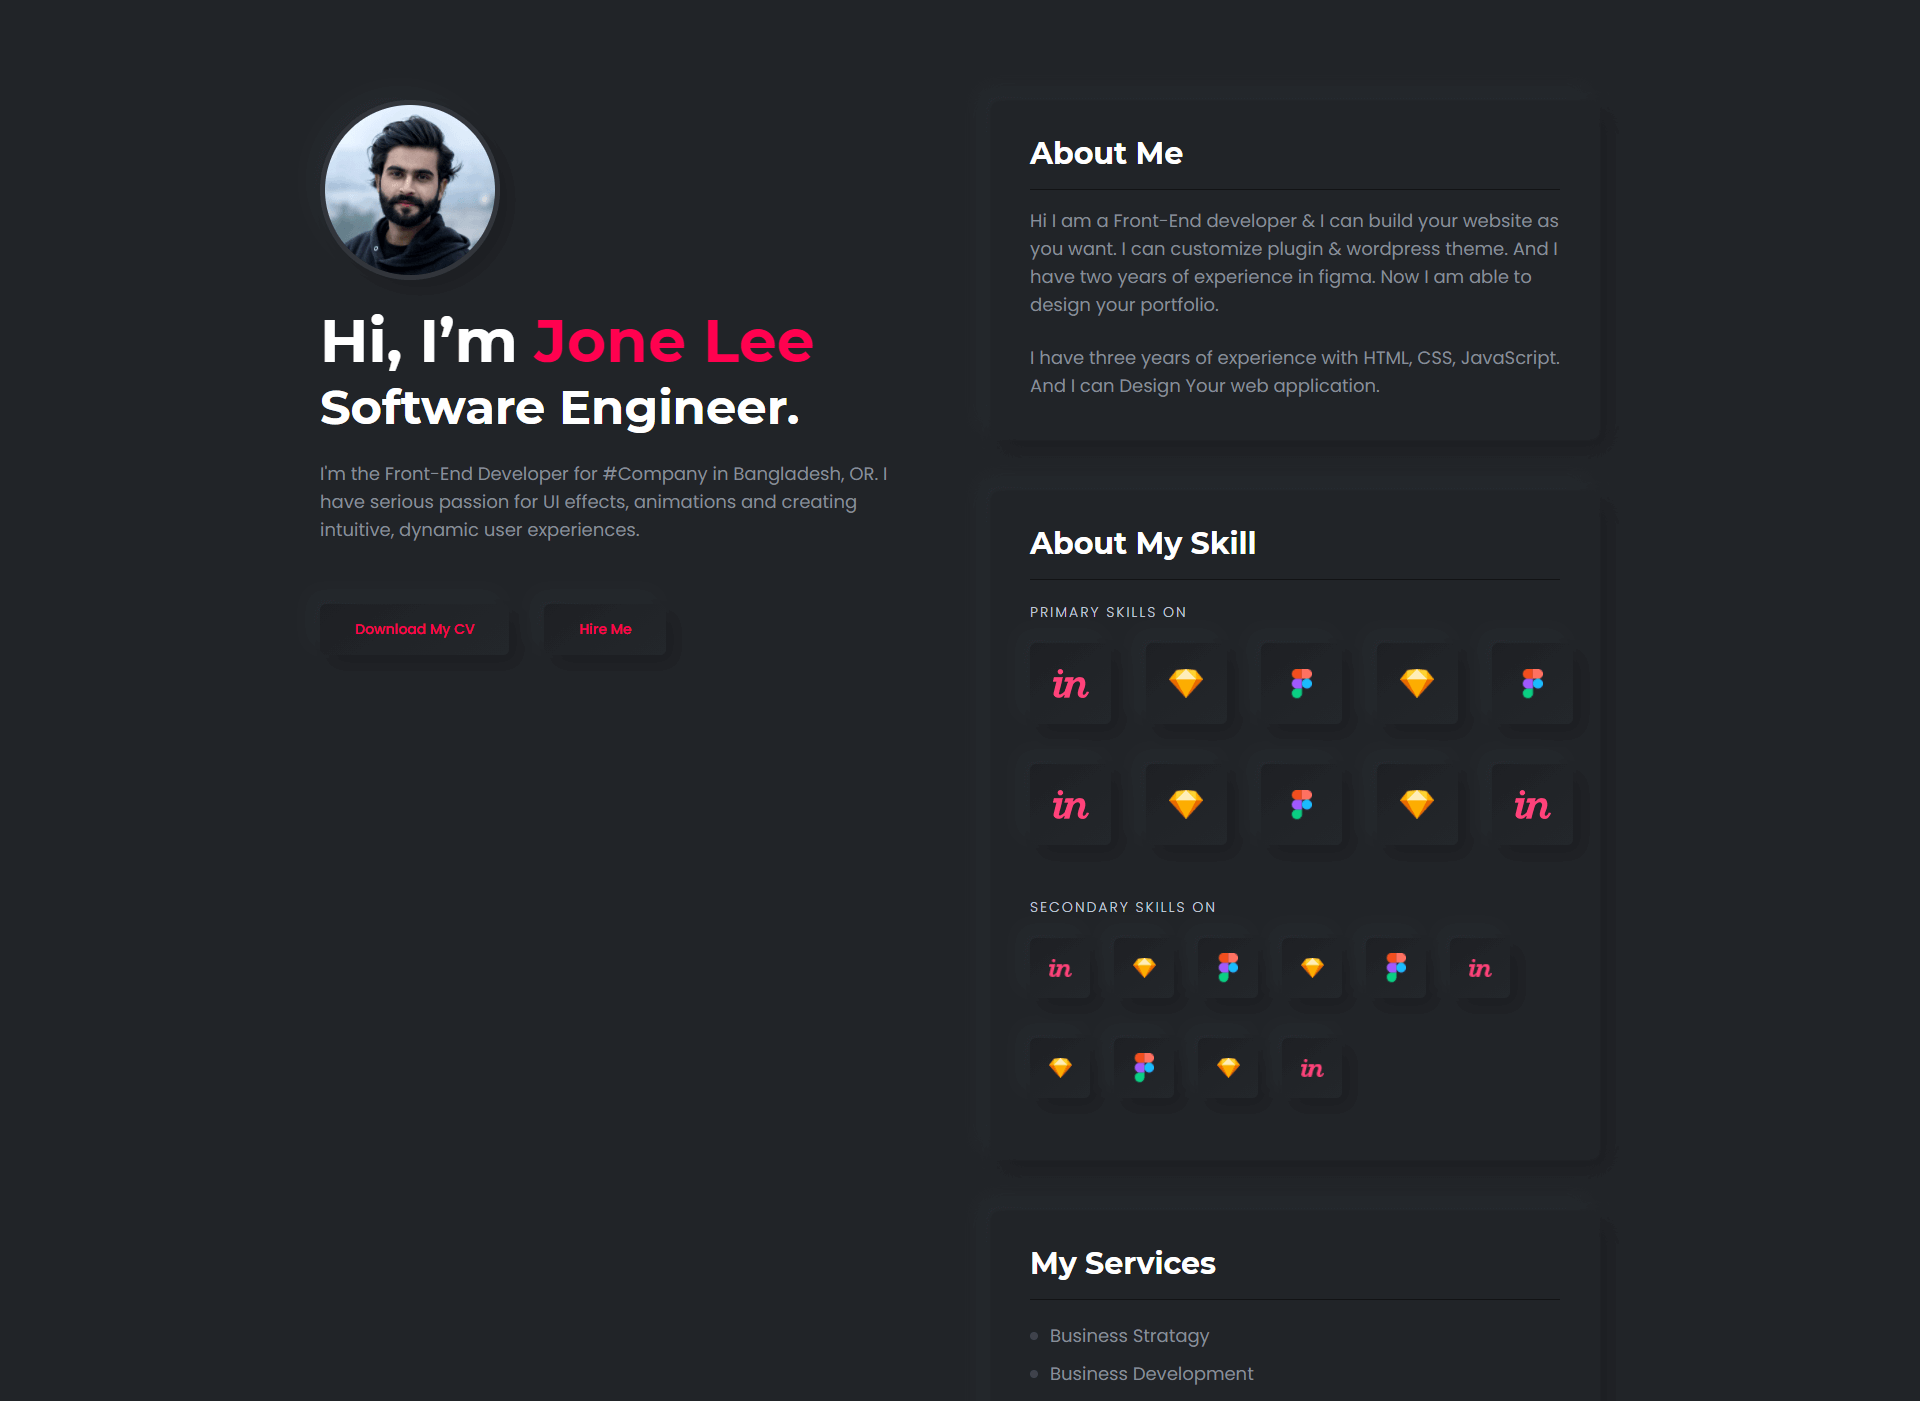 Hi, I’m Jone Lee
Software Engineer.
I'm the Front-End Developer for #Company in Bangladesh, OR. I
have serious passion for UI effects, animations and creating
intuitive, dynamic user experiences.
Download My CV
Hire Me
About Me
Hi I am a Front-End developer & I can build your website as
you want. I can customize plugin & wordpress theme. And I
have two years of experience in figma. Now I am able to
design your portfolio.
I have three years of experience with HTML, CSS, JavaScript.
And I can Design Your web application.
About My Skill
PRIMARY SKILLS ON
in
in
in
SECONDARY SKILLS ON
in
in
in
My Services
Business Stratagy
Business Development